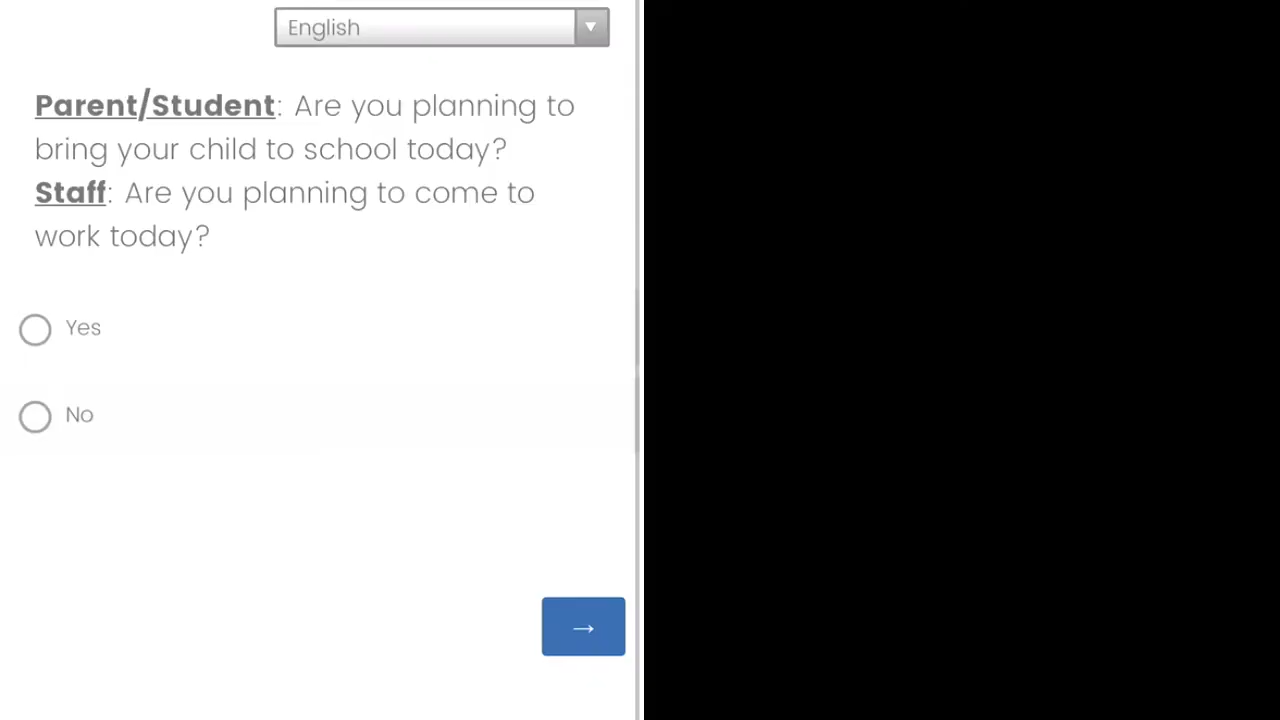 English
Parent/Student: Are you planning to
bring your child to school today?
Staff: Are you planning to come to
work today?
Yes
No
→